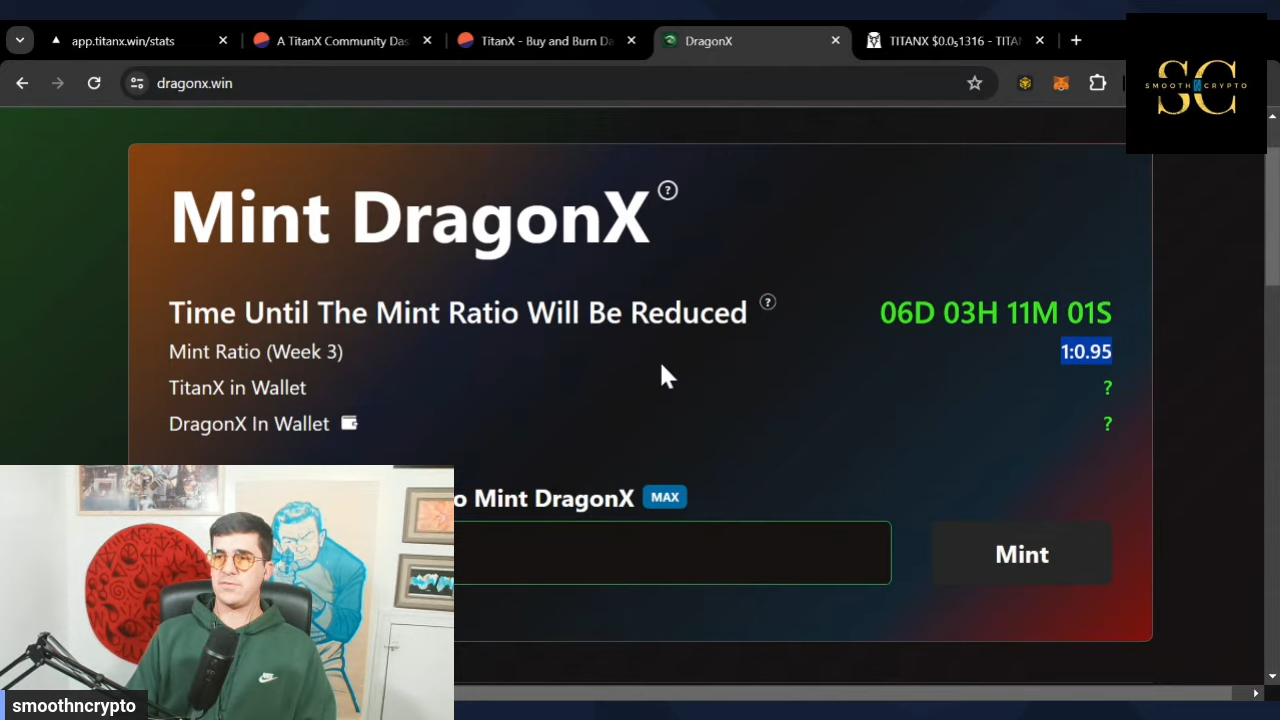 app.titanx.win/stats
A TitanX Community Das
TitanX - Buy and Burn Da
DragonX
TITANX $0.0₅1316 - TITA
dragonx.win
SC
SMOOTH N CRYPTO
Mint DragonX
Time Until The Mint Ratio Will Be Reduced
06D 03H 11M 01S
Mint Ratio (Week 3)
1:0.95
TitanX in Wallet
?
DragonX In Wallet
?
o Mint DragonX
MAX
Mint
smoothncrypto